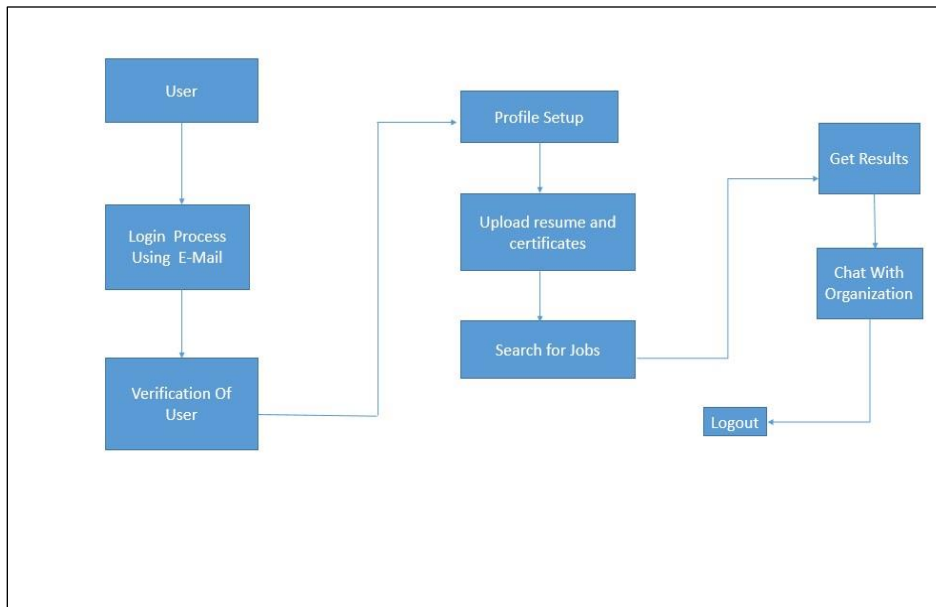 User
Login Process
Using E-Mail
Verification Of
User
Profile Setup
Upload resume and
certificates
Search for Jobs
Get Results
Chat With
Organization
Logout